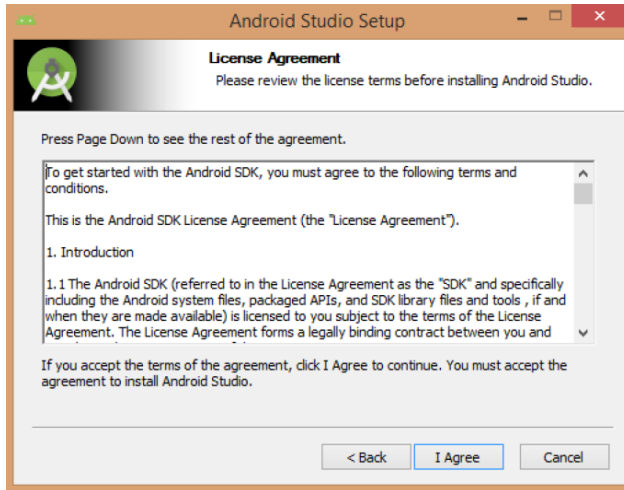 Android Studio Setup
License Agreement
Please review the license terms before installing Android Studio.
Press Page Down to see the rest of the agreement.
To get started with the Android SDK, you must agree to the following terms and
conditions.
This is the Android SDK License Agreement (the "License Agreement").
1. Introduction
1.1 The Android SDK (referred to in the License Agreement as the "SDK" and specifically
including the Android system files, packaged APIs, and SDK library files and tools , if and
when they are made available) is licensed to you subject to the terms of the License
Agreement. The License Agreement forms a legally binding contract between you and
If you accept the terms of the agreement, click I Agree to continue. You must accept the
agreement to install Android Studio.
< Back
I Agree
Cancel